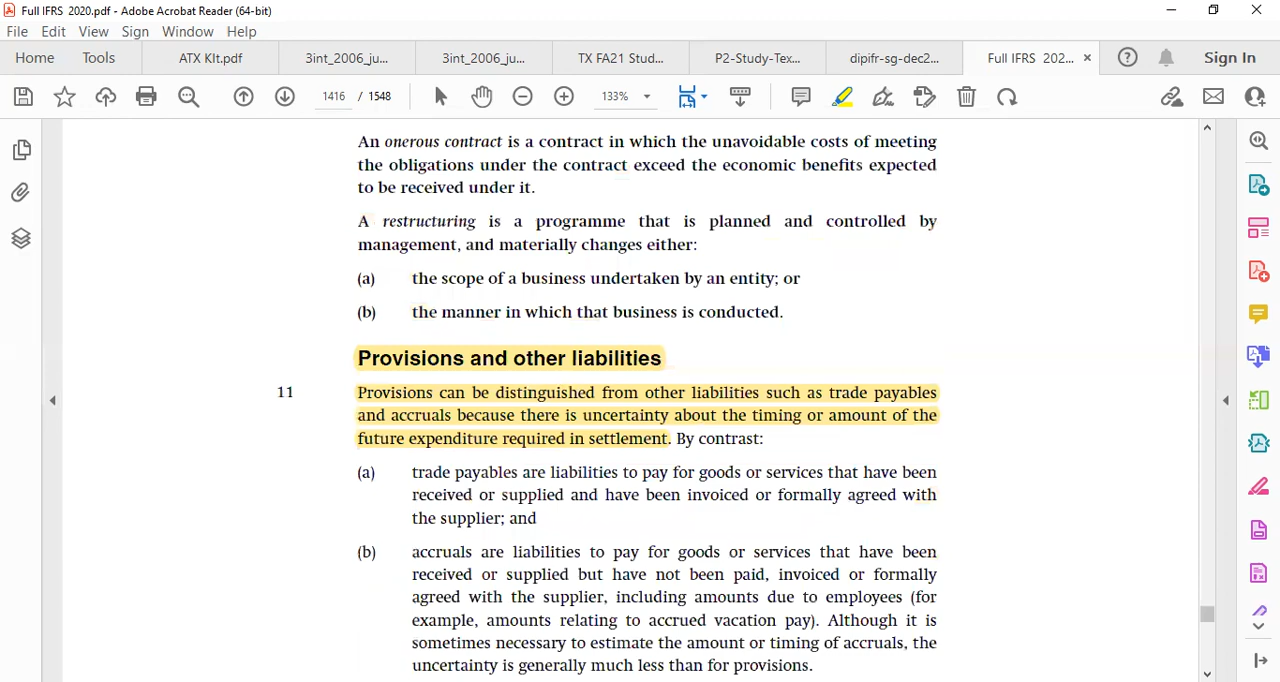 Full IFRS 2020.pdf - Adobe Acrobat Reader (64-bit)
File Edit View Sign Window Help
Home Tools ATX KIt.pdf 3int_2006_ju... 3int_2006_ju... TX FA21 Stud... P2-Study-Tex... dipifr-sg-dec2... Full IFRS 202... × Sign In
1416 / 1548 133%
An onerous contract is a contract in which the unavoidable costs of meeting
the obligations under the contract exceed the economic benefits expected
to be received under it.
A restructuring is a programme that is planned and controlled by
management, and materially changes either:
(a) the scope of a business undertaken by an entity; or
(b) the manner in which that business is conducted.
Provisions and other liabilities
11 Provisions can be distinguished from other liabilities such as trade payables
and accruals because there is uncertainty about the timing or amount of the
future expenditure required in settlement. By contrast:
(a) trade payables are liabilities to pay for goods or services that have been
received or supplied and have been invoiced or formally agreed with
the supplier; and
(b) accruals are liabilities to pay for goods or services that have been
received or supplied but have not been paid, invoiced or formally
agreed with the supplier, including amounts due to employees (for
example, amounts relating to accrued vacation pay). Although it is
sometimes necessary to estimate the amount or timing of accruals, the
uncertainty is generally much less than for provisions.